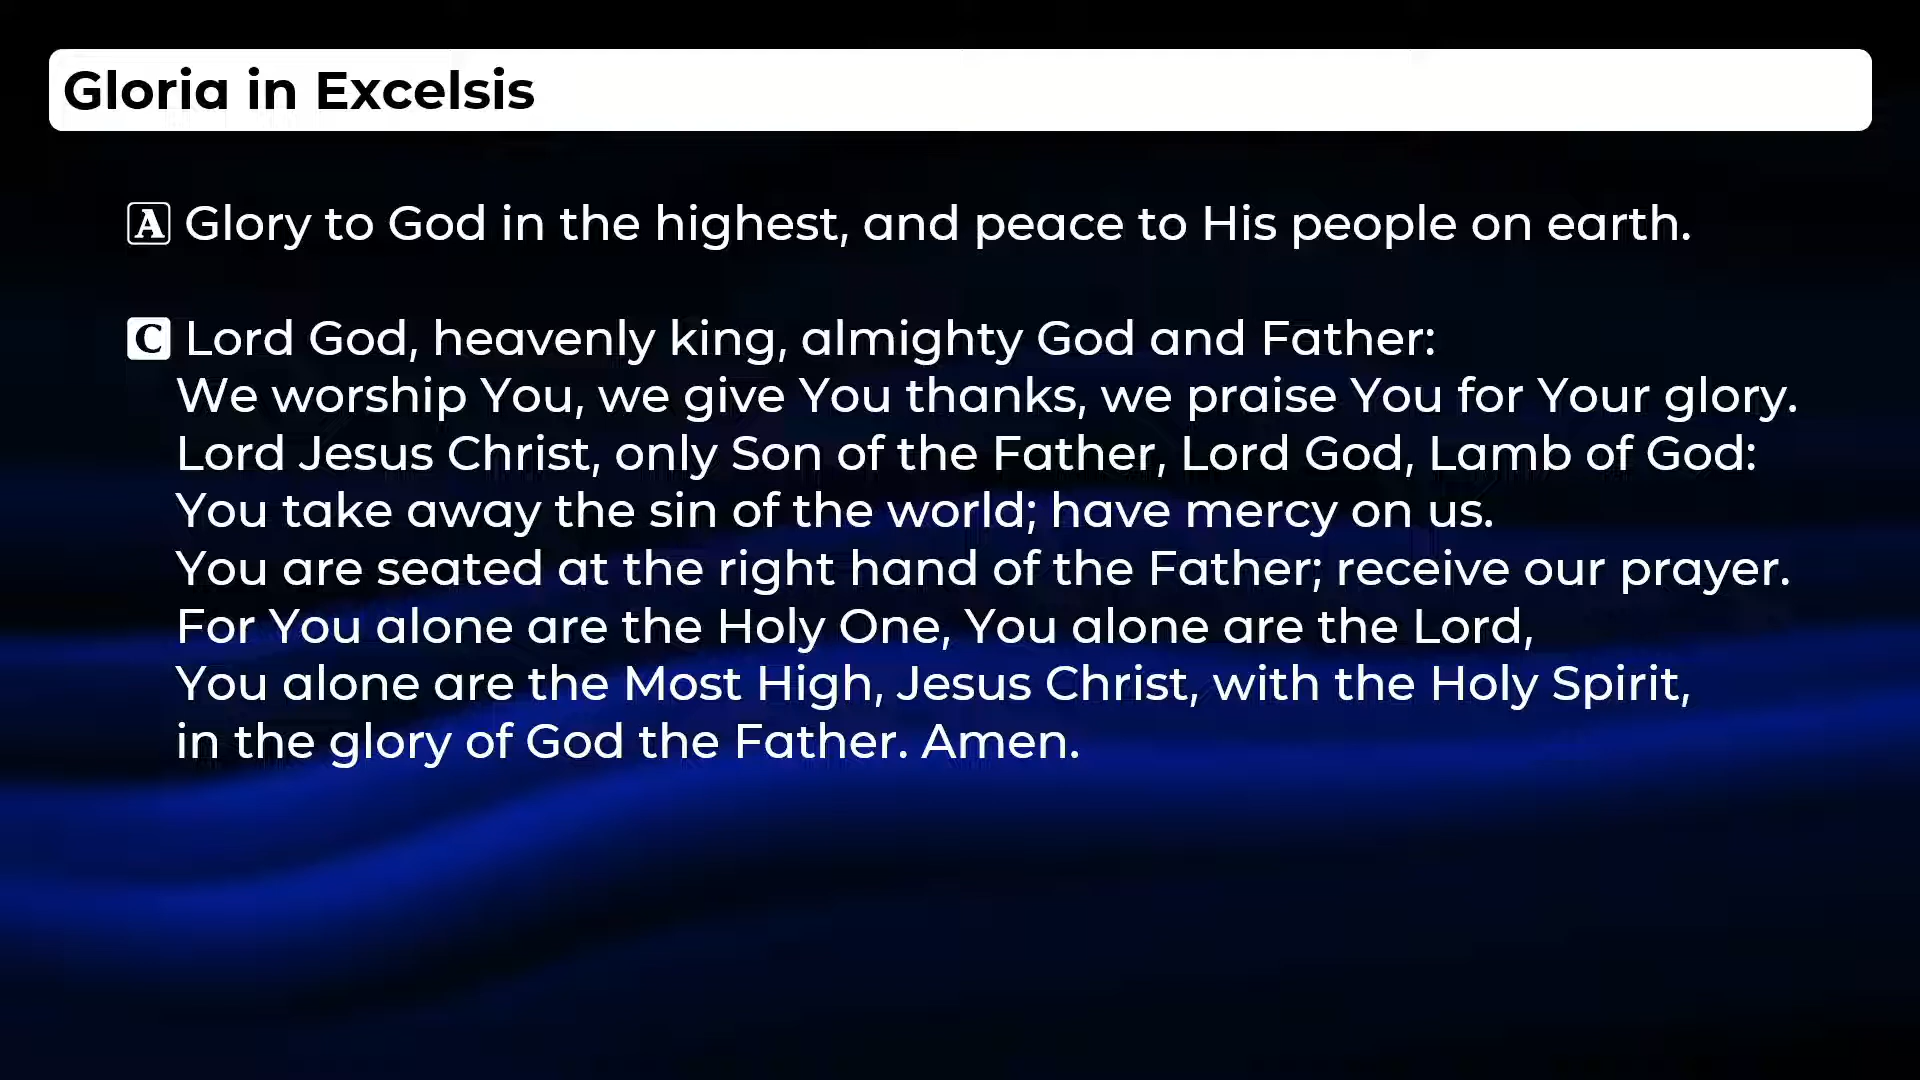 Gloria in Excelsis
A Glory to God in the highest, and peace to His people on earth.
C Lord God, heavenly king, almighty God and Father:
We worship You, we give You thanks, we praise You for Your glory.
Lord Jesus Christ, only Son of the Father, Lord God, Lamb of God:
You take away the sin of the world; have mercy on us.
You are seated at the right hand of the Father; receive our prayer.
For You alone are the Holy One, You alone are the Lord,
You alone are the Most High, Jesus Christ, with the Holy Spirit,
in the glory of God the Father. Amen.